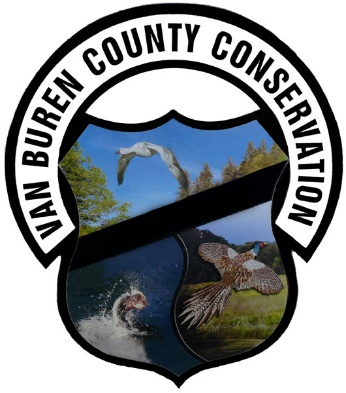 VAN BUREN COUNTY CONSERVATION